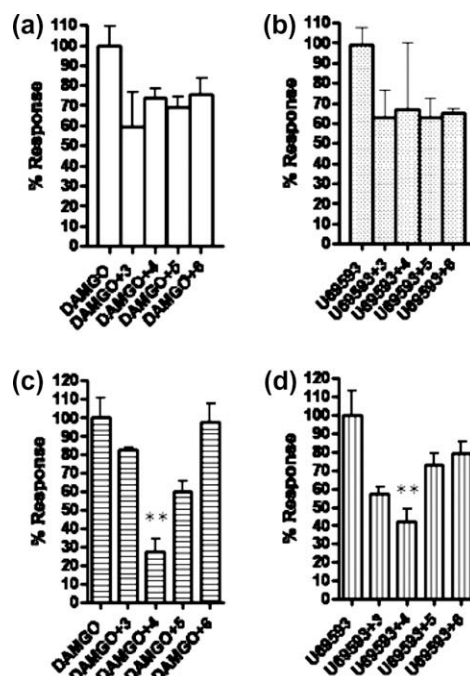 (a)
% Response
110
100
90
80
70
60
50
40
30
20
10
0
DAMGO
DAMGO+3
DAMGO+4
DAMGO+5
DAMGO+6
(b)
% Response
110
100
90
80
70
60
50
40
30
20
10
0
U69593
U69593+3
U69593+4
U69593+5
U69593+6
(c)
% Response
120
110
100
90
80
70
60
50
40
30
20
10
0
**
DAMGO
DAMGO+3
DAMGO+4
DAMGO+5
DAMGO+6
(d)
% Response
120
110
100
90
80
70
60
50
40
30
20
10
0
**
U69593
U69593+3
U69593+4
U69593+5
U69593+6